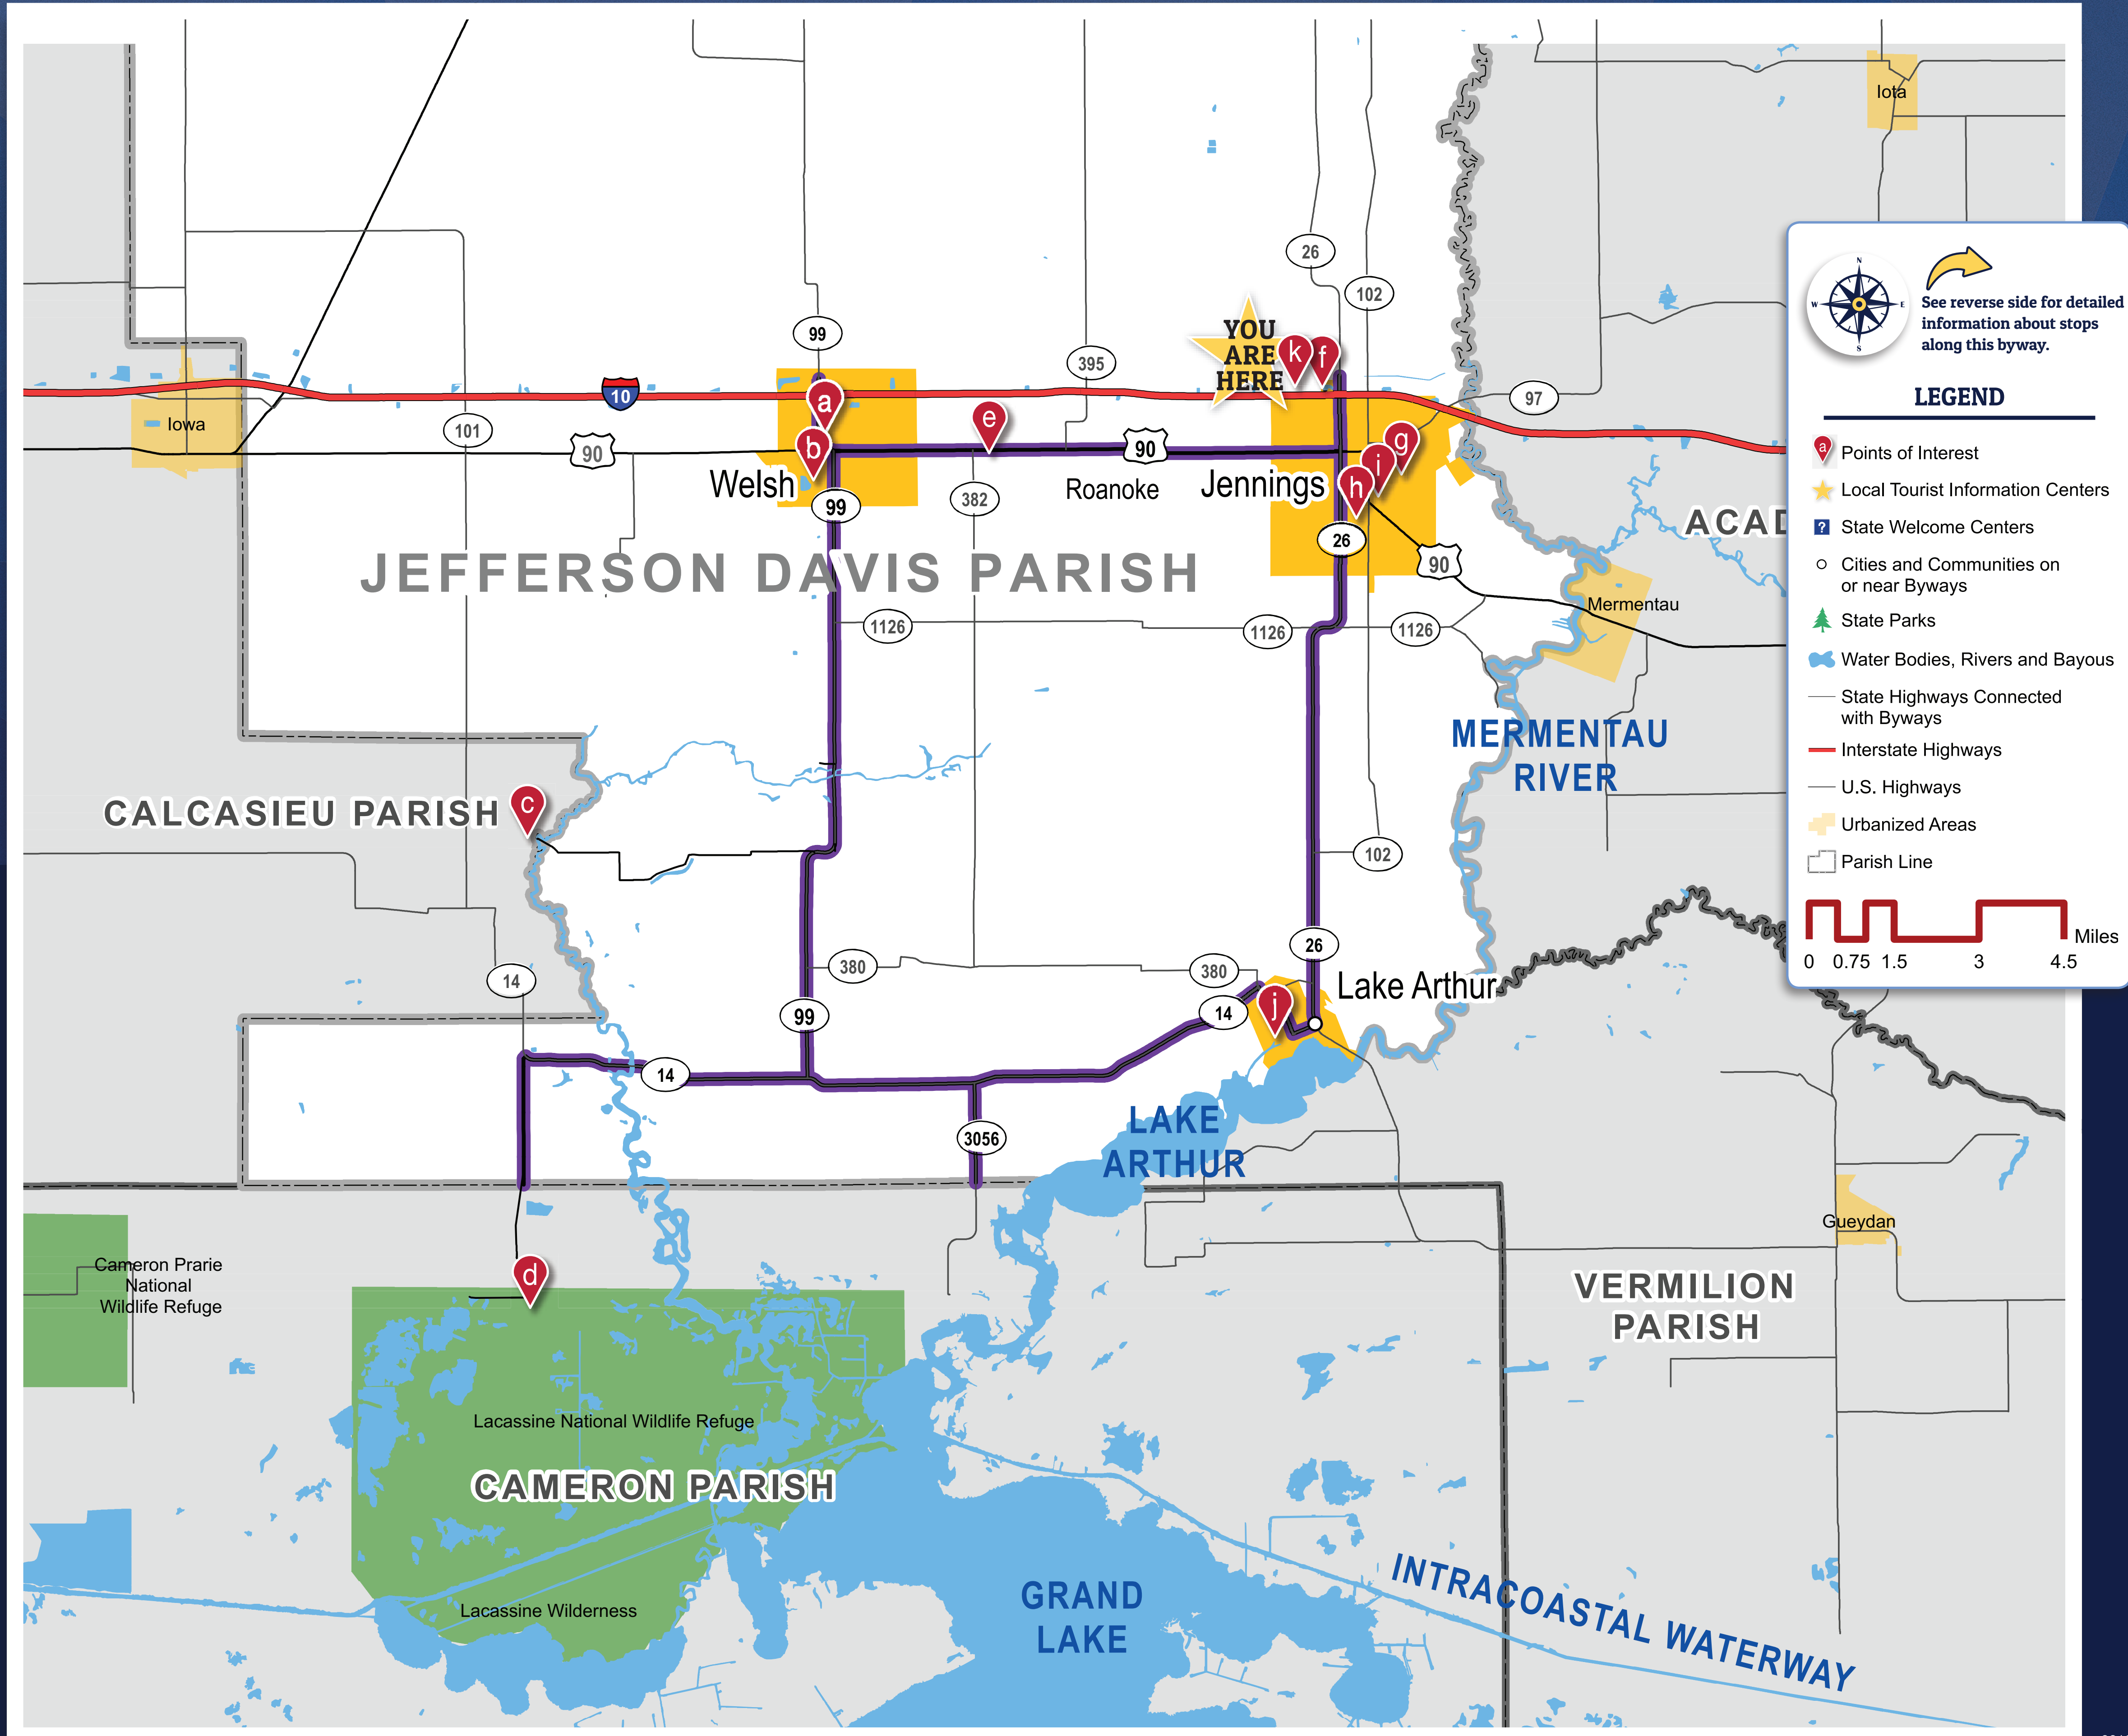 Iota
26
102
99
395
YOU
ARE
HERE
k
f
N
W
E
S
See reverse side for detailed
information about stops
along this byway.
LEGEND
a
Points of Interest
Local Tourist Information Centers
?
State Welcome Centers
Cities and Communities on
or near Byways
State Parks
Water Bodies, Rivers and Bayous
State Highways Connected
with Byways
Interstate Highways
U.S. Highways
Urbanized Areas
Parish Line
Miles
0 0.75 1.5 3 4.5
10
a
97
Iowa
101
90
b
e
90
g
i
h
Welsh
99
382
Roanoke
Jennings
26
90
ACAD
JEFFERSON DAVIS PARISH
Mermentau
1126
1126
1126
MERMENTAU
RIVER
CALCASIEU PARISH
c
102
14
380
380
26
Lake Arthur
99
14
j
14
3056
LAKE
ARTHUR
Gueydan
Cameron Prarie
National
Wildlife Refuge
d
VERMILION
PARISH
Lacassine National Wildlife Refuge
CAMERON PARISH
GRAND
LAKE
INTRACOASTAL WATERWAY
Lacassine Wilderness